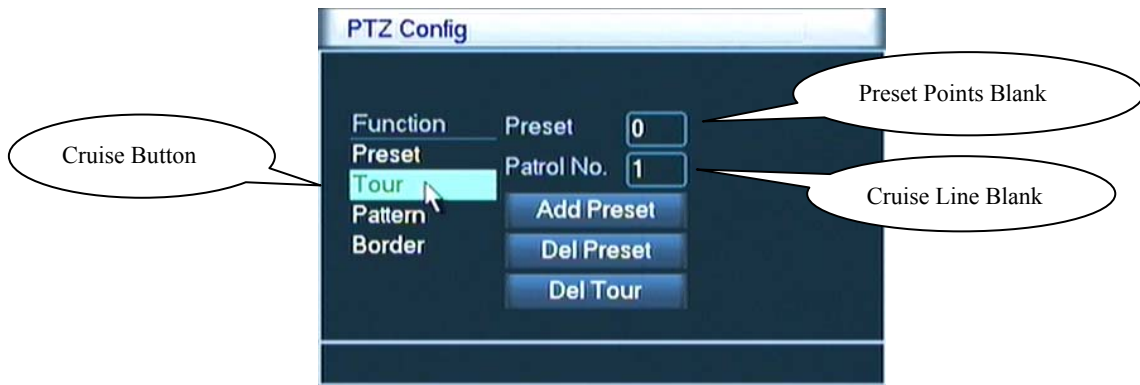 PTZ Config
Preset Points Blank
Function
Preset
0
Cruise Button
Preset
Patrol No.
1
Tour
Cruise Line Blank
Pattern
Add Preset
Border
Del Preset
Del Tour